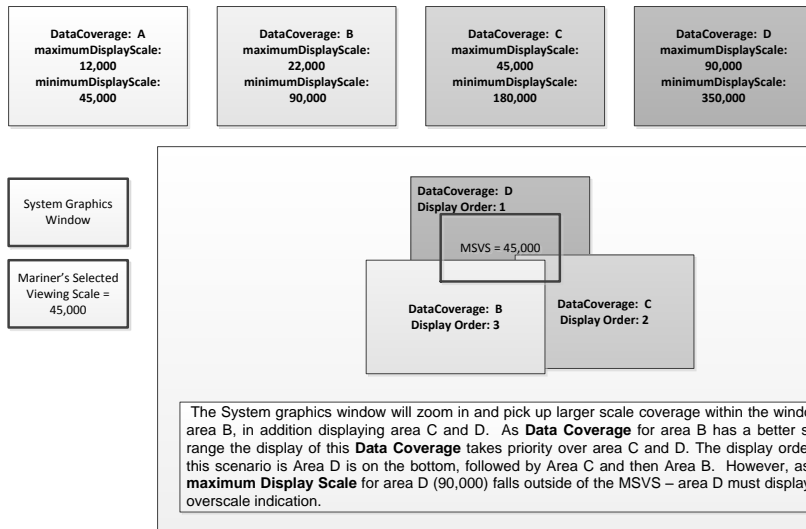 DataCoverage: A
maximumDisplayScale:
12,000
minimumDisplayScale:
45,000
DataCoverage: B
maximumDisplayScale:
22,000
minimumDisplayScale:
90,000
DataCoverage: C
maximumDisplayScale:
45,000
minimumDisplayScale:
180,000
DataCoverage: D
maximumDisplayScale:
90,000
minimumDisplayScale:
350,000
System Graphics
Window
Mariner's Selected
Viewing Scale =
45,000
DataCoverage: D
Display Order: 1
MSVS = 45,000
DataCoverage: B
Display Order: 3
DataCoverage: C
Display Order: 2
The System graphics window will zoom in and pick up larger scale coverage within the
area B, in addition displaying area C and D. As Data Coverage for area B has a better
range the display of this Data Coverage takes priority over area C and D. The display
this scenario is Area D is on the bottom, followed by Area C and then Area B. However, as
maximum Display Scale for area D (90,000) falls outside of the MSVS – area D must
overscale indication.